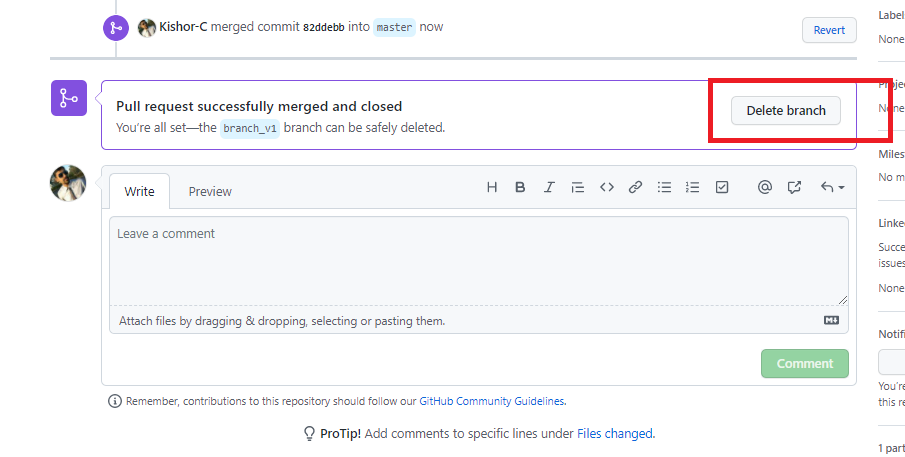 Label
Kishor-C merged commit 82ddebb into master now
Revert
None
Pull request successfully merged and closed
You're all set—the branch_v1 branch can be safely deleted.
Delete branch
Proje
None
Miles
No m
Write
Preview
Leave a comment
Attach files by dragging & dropping, selecting or pasting them.
Comment
Linke
Succe
issues
None
Notifi
You're
this re
Remember, contributions to this repository should follow our GitHub Community Guidelines.
ProTip! Add comments to specific lines under Files changed.
1 part